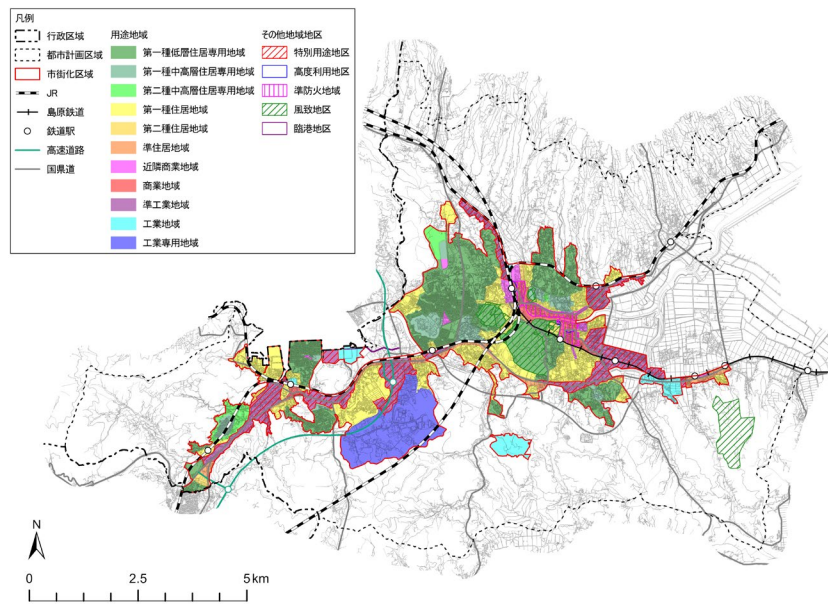 凡例
行政区域
都市計画区域
市街化区域
JR
島原鉄道
鉄道駅
高速道路
国県道
用途地域
第一種低層住居専用地域
第一種中高層住居専用地域
第二種中高層住居専用地域
第一種住居地域
第二種住居地域
準住居地域
近隣商業地域
商業地域
準工業地域
工業地域
工業専用地域
その他地域地区
特別用途地区
高度利用地区
準防火地域
風致地区
臨港地区
N
0 2.5 5km